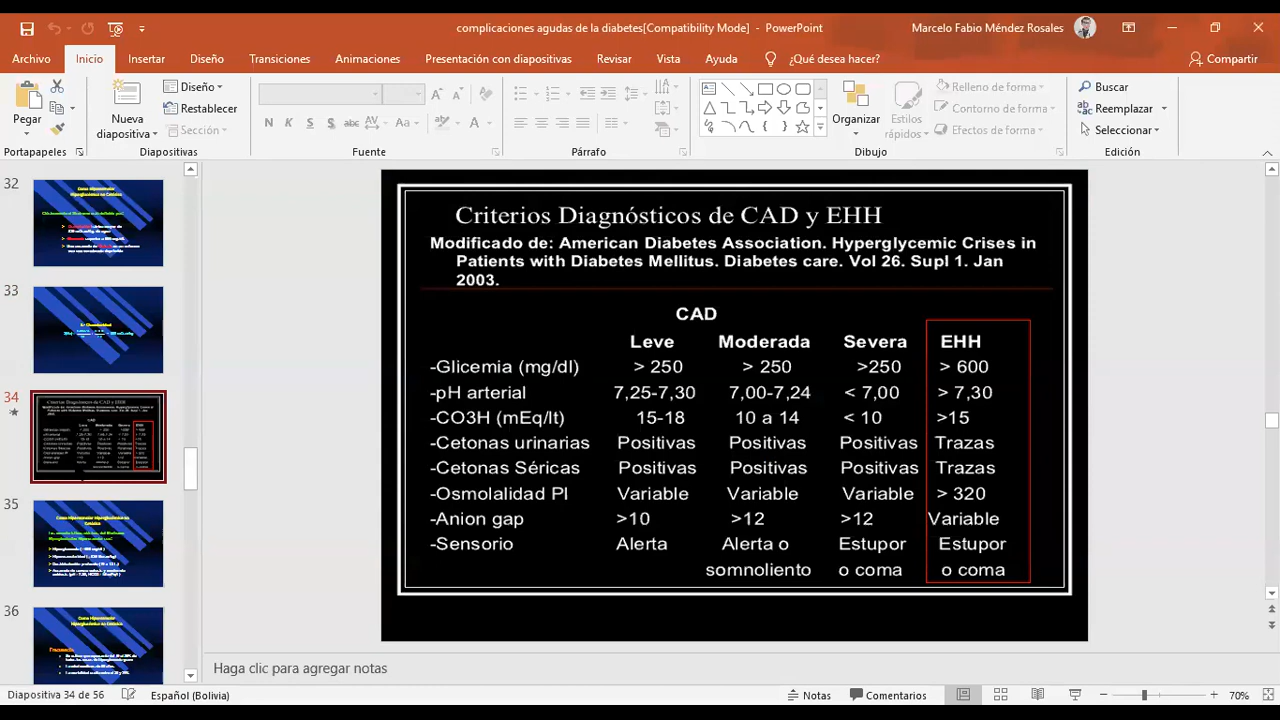 complicaciones agudas de la diabetes[Compatibility Mode] - PowerPoint
Marcelo Fabio Méndez Rosales
Archivo Inicio Insertar Diseño Transiciones Animaciones Presentación con diapositivas Revisar Vista Ayuda ¿Qué desea hacer? Compartir
Pegar
Nueva diapositiva
Diseño
Restablecer
Sección
N K S S abc AV Aa A
Organizar
Estilos rápidos
Relleno de forma
Contorno de forma
Efectos de forma
Buscar
Reemplazar
Seleccionar
Portapapeles Diapositivas Fuente Párrafo Dibujo Edición
32
33
34
35
36
Criterios Diagnósticos de CAD y EHH
Modificado de: American Diabetes Association. Hyperglycemic Crises in
Patients with Diabetes Mellitus. Diabetes care. Vol 26. Supl 1. Jan
2003.
CAD
Leve Moderada Severa EHH
-Glicemia (mg/dl) > 250 > 250 >250 > 600
-pH arterial 7,25-7,30 7,00-7.24 < 7,00 > 7,30
-CO3H (mEq/lt) 15-18 10 a 14 < 10 >15
-Cetonas urinarias Positivas Positivas Positivas Trazas
-Cetonas Séricas Positivas Positivas Positivas Trazas
-Osmolalidad Pl Variable Variable Variable > 320
-Anion gap >10 >12 >12 Variable
-Sensorio Alerta Alerta o Estupor Estupor
somnoliento o coma o coma
Haga clic para agregar notas
Diapositiva 34 de 56 Español (Bolivia) Notas Comentarios 70%